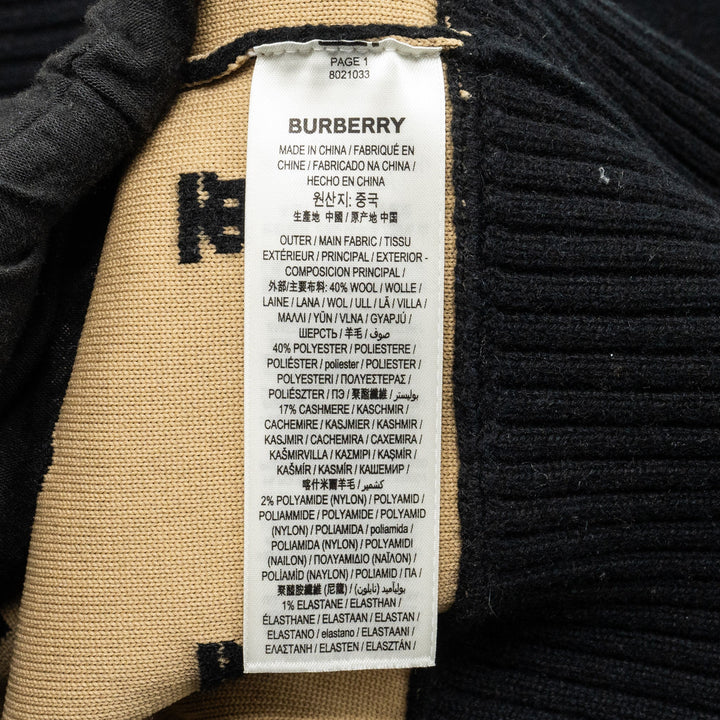 PAGE 1
8021033
BURBERRY
MADE IN CHINA / FABRIQUÉ EN
CHINE / FABRICADO NA CHINA /
HECHO EN CHINA
원산지: 중국
生產地 中國 / 原产地 中国
OUTER / MAIN FABRIC / TISSU
EXTÉRIEUR / PRINCIPAL / EXTERIOR -
COMPOSICION PRINCIPAL /
外部/主要布料: 40% WOOL / WOLLE /
LAINE / LANA / WOL / ULL / LÃ / VILLA /
ΜΑΛΛΙ / YŪN / VLNA / GYAPJÚ /
ШЕРСТЬ / 羊毛 / صوف /
40% POLYESTER / POLIESTERE /
POLIÉSTER / poliester / POLIESTER /
POLYESTERI / ΠΟΛΥΕΣΤΕΡΑΣ /
POLIÉSZTER / ПЭ / 聚酯纖維 / بوليستر /
17% CASHMERE / KASCHMIR /
CACHEMIRE / KASJMIER / KASHMIR /
KASJMIR / CACHEMIRA / CAXEMIRA /
KAŠMIRVILLA / ΚΑΣΜΙΡΙ / KAŞMİR /
KAŠMÍR / KASMÍR / КАШЕМИР /
喀什米爾羊毛 / كشمير /
2% POLYAMIDE (NYLON) / POLYAMID /
POLIAMMIDE / POLYAMIDE / POLYAMID
(NYLON) / POLIAMIDA / poliamida /
POLIAMIDA (NYLON) / POLYAMIDI
(NAILON) / ΠΟΛΥΑΜΙΔΙΟ (ΝΑΪΛΟΝ) /
POLİAMİD (NAYLON) / POLIAMID / ПА /
聚酯胺纖維 (尼龍) / بوليأميد (نايلون) /
1% ELASTANE / ELASTHAN /
ÉLASTHANE / ELASTAAN / ELASTAN /
ELASTANO / elastano / ELASTAANI /
ΕΛΑΣΤΑΝΗ / ELASTEN / ELASZTÁN /